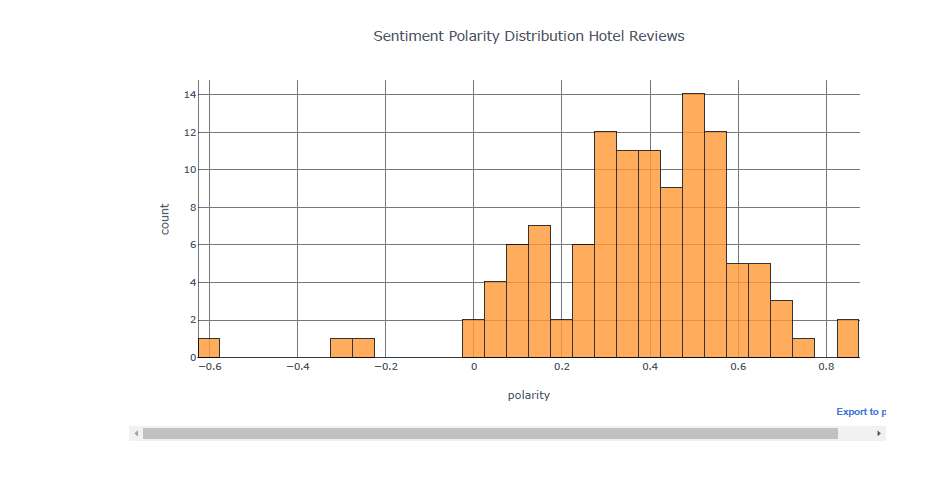 Sentiment Polarity Distribution Hotel Reviews
14
12
10
8
6
4
2
0
count
−0.6 −0.4 −0.2 0 0.2 0.4 0.6 0.8
polarity
Export to p